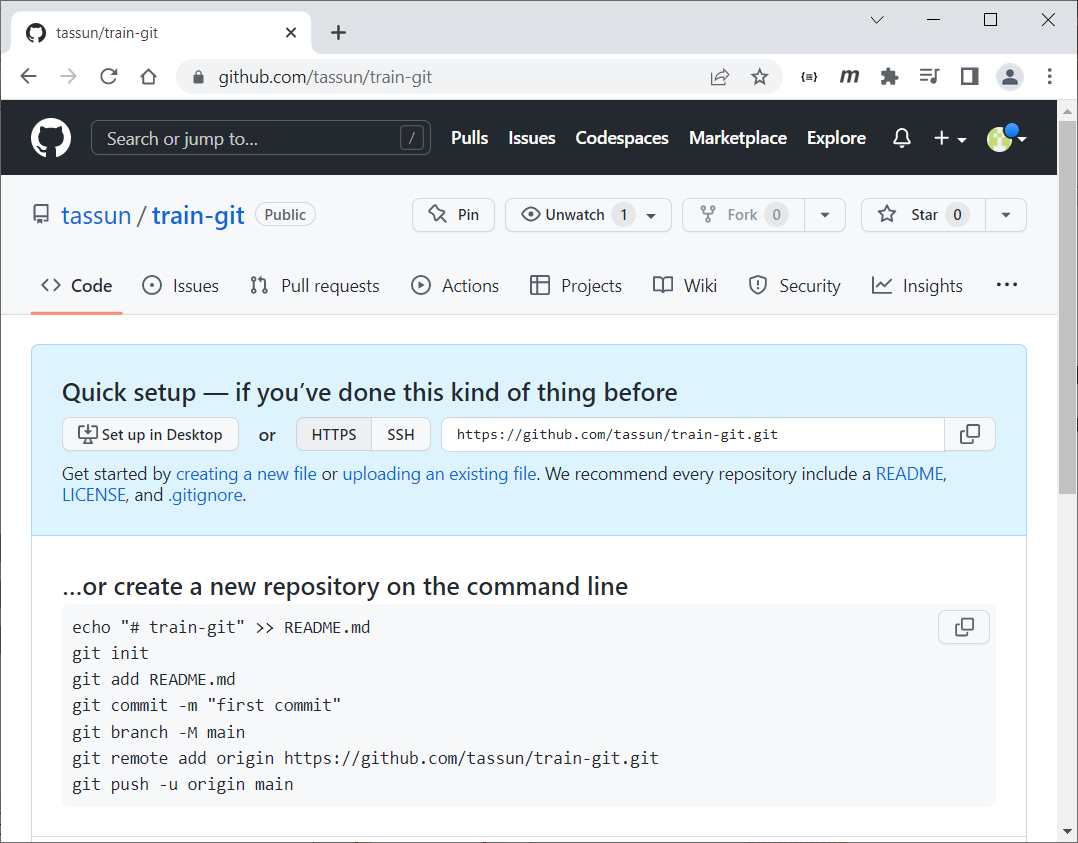 tassun/train-git
github.com/tassun/train-git
Search or jump to... /
Pulls Issues Codespaces Marketplace Explore
tassun / train-git Public
Pin Unwatch 1 Fork 0 Star 0
Code Issues Pull requests Actions Projects Wiki Security Insights
Quick setup — if you’ve done this kind of thing before
Set up in Desktop or HTTPS SSH https://github.com/tassun/train-git.git
Get started by creating a new file or uploading an existing file. We recommend every repository include a README,
LICENSE, and .gitignore.
…or create a new repository on the command line
echo "# train-git" >> README.md
git init
git add README.md
git commit -m "first commit"
git branch -M main
git remote add origin https://github.com/tassun/train-git.git
git push -u origin main